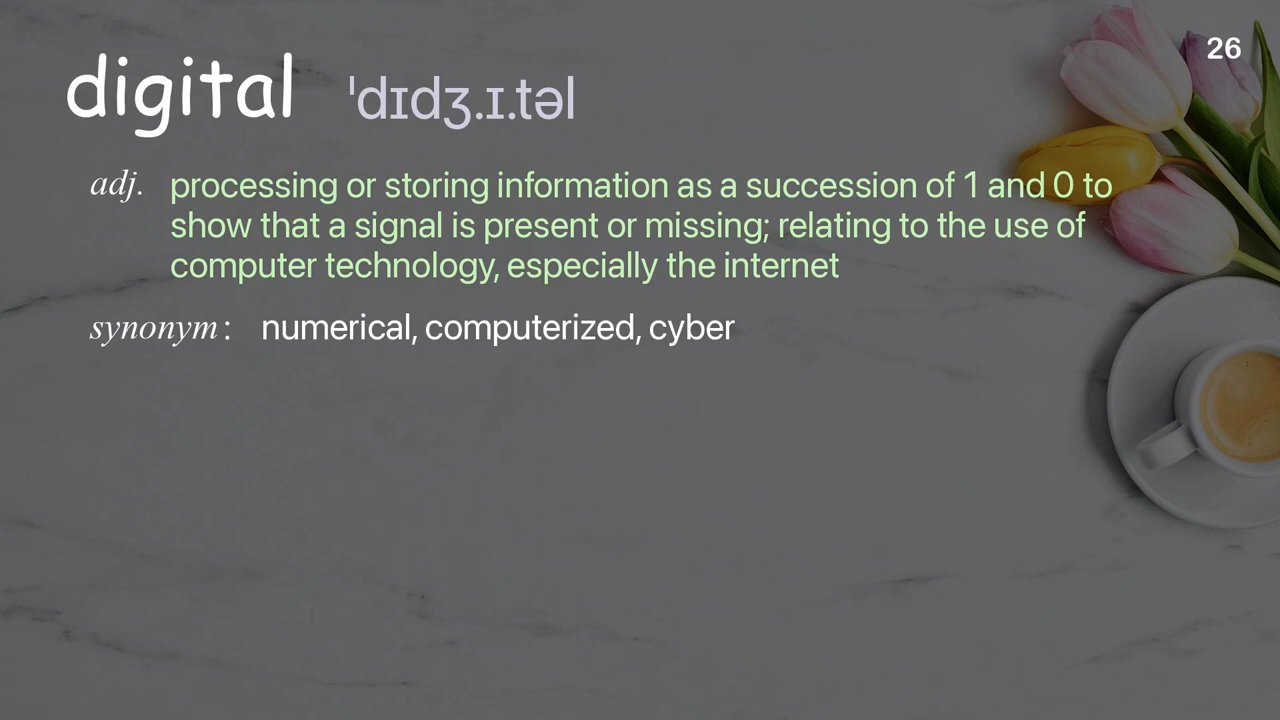 26
digital ˈdɪdʒ.ɪ.təl
adj. processing or storing information as a succession of 1 and 0 to
show that a signal is present or missing; relating to the use of
computer technology, especially the internet
synonym: numerical, computerized, cyber